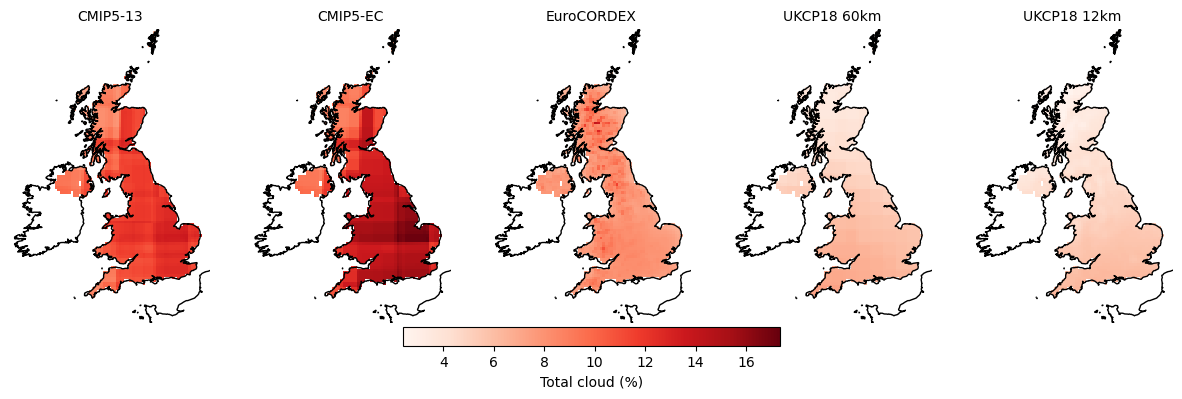 CMIP5-13 CMIP5-EC EuroCORDEX UKCP18 60km UKCP18 12km
4 6 8 10 12 14 16
Total cloud (%)